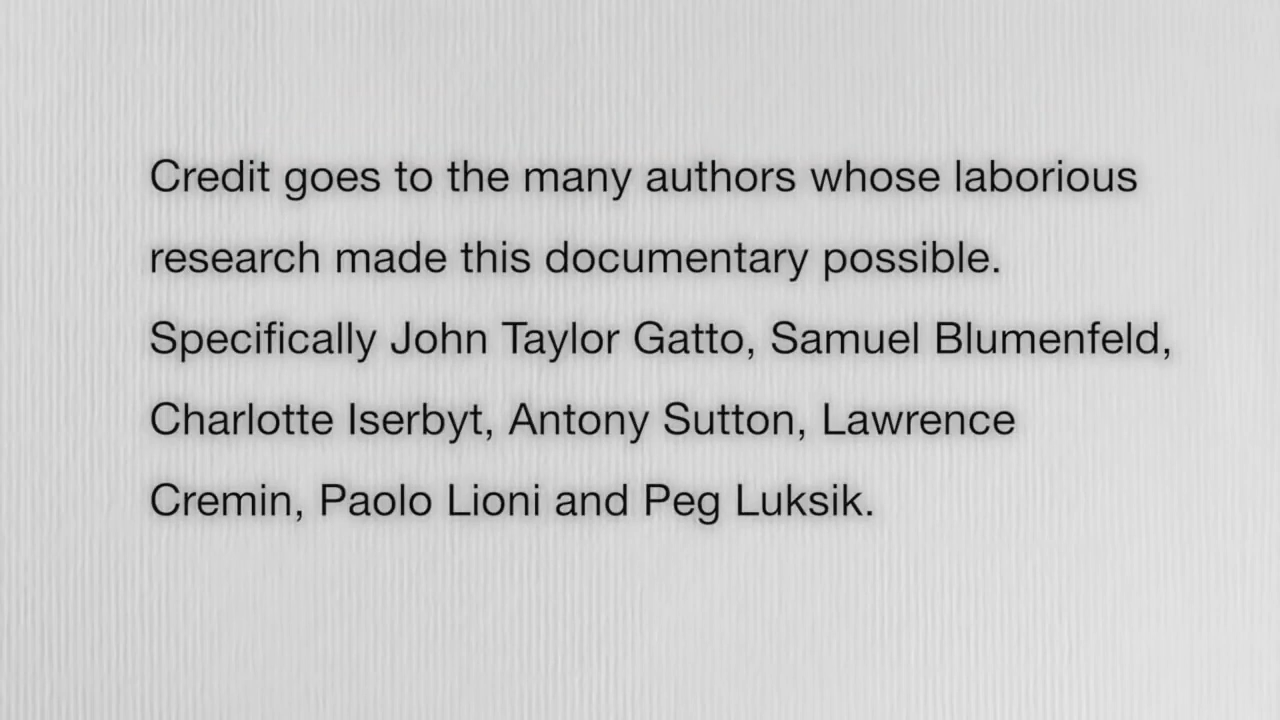 Credit goes to the many authors whose laborious
research made this documentary possible.
Specifically John Taylor Gatto, Samuel Blumenfeld,
Charlotte Iserbyt, Antony Sutton, Lawrence
Cremin, Paolo Lioni and Peg Luksik.